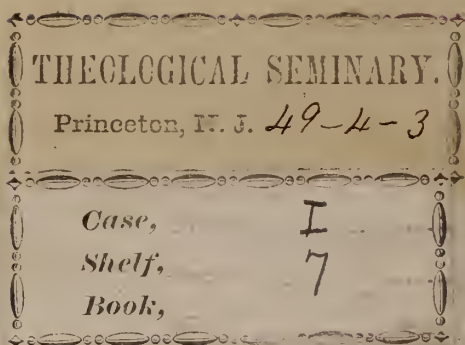 THEOLOGICAL SEMINARY.
Princeton, N. J. 49-4-3
Case, I
Shelf, 7
Book,